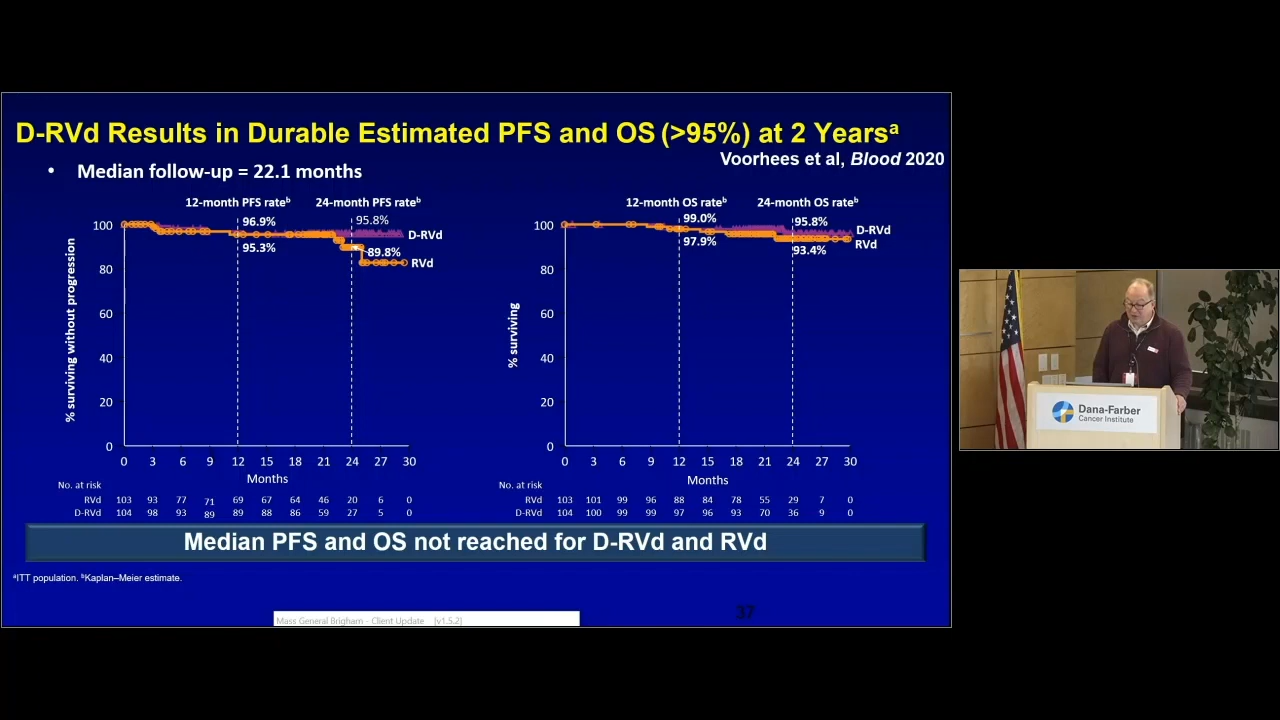 D-RVd Results in Durable Estimated PFS and OS (>95%) at 2 Yearsᵃ
Voorhees et al, Blood 2020
• Median follow-up = 22.1 months
12-month PFS rateᵇ 24-month PFS rateᵇ
96.9% 95.8%
95.3% 89.8%
D-RVd
RVd
% surviving without progression
100
80
60
40
20
0
0 3 6 9 12 15 18 21 24 27 30
Months
No. at risk
RVd 103 93 77 71 69 67 64 46 20 6 0
D-RVd 104 98 93 89 89 88 86 59 27 5 0
12-month OS rateᵇ 24-month OS rateᵇ
99.0% 95.8%
97.9% 93.4%
D-RVd
RVd
% surviving
100
80
60
40
20
0
0 3 6 9 12 15 18 21 24 27 30
Months
No. at risk
RVd 103 101 99 96 88 84 78 55 29 7 0
D-RVd 104 100 99 99 97 96 93 70 36 9 0
Median PFS and OS not reached for D-RVd and RVd
ᵃITT population. ᵇKaplan–Meier estimate.
37
Mass General Brigham - Client Update [v1.5.2]
Dana-Farber
Cancer Institute